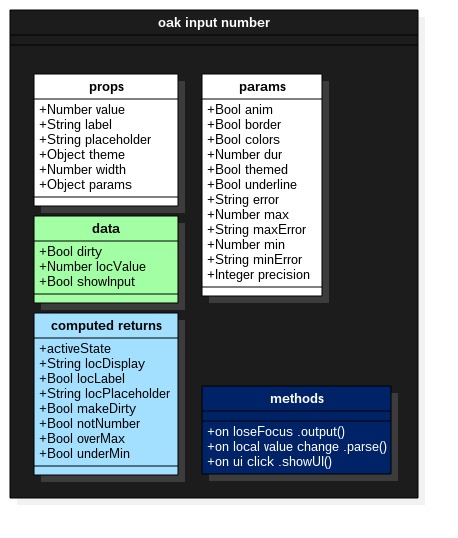 oak input number
props
+Number value
+String label
+String placeholder
+Object theme
+Number width
+Object params
params
+Bool anim
+Bool border
+Bool colors
+Number dur
+Bool themed
+Bool underline
+String error
+Number max
+String maxError
+Number min
+String minError
+Integer precision
data
+Bool dirty
+Number locValue
+Bool showInput
computed returns
+activeState
+String locDisplay
+Bool locLabel
+String locPlaceholder
+Bool makeDirty
+Bool notNumber
+Bool overMax
+Bool underMin
methods
+on loseFocus .output()
+on local value change .parse()
+on ui click .showUI()